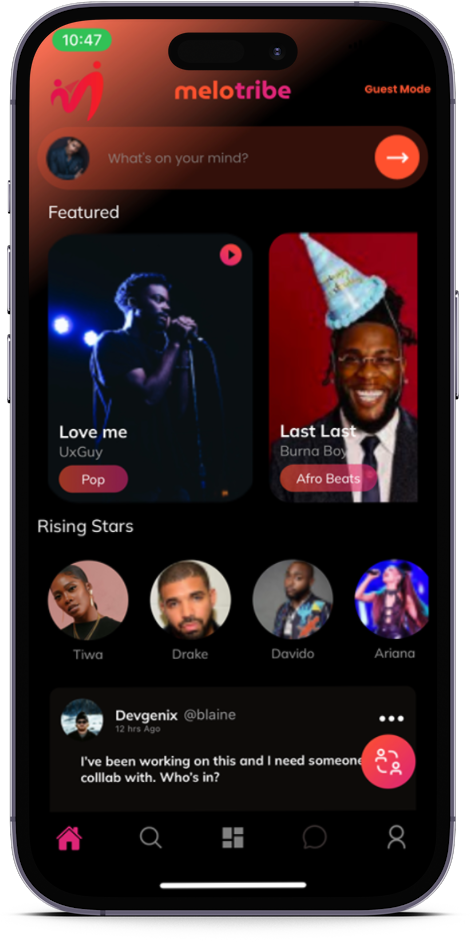 10:47
melotribe
Guest Mode
What's on your mind?
Featured
Love me
UxGuy
Pop
Last Last
Burna Boy
Afro Beats
Rising Stars
Tiwa
Drake
Davido
Ariana
Devgenix @blaine
12 hrs Ago
I've been working on this and I need someone
colllab with. Who's in?